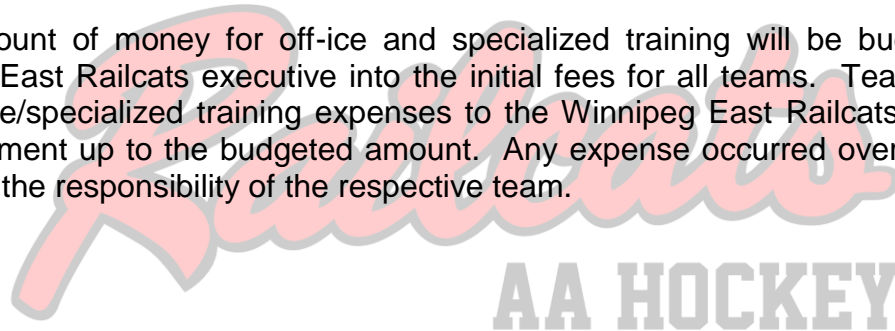 ount of money for off-ice and specialized training will be bu
East Railcats executive into the initial fees for all teams. Tea
e/specialized training expenses to the Winnipeg East Railcats
ment up to the budgeted amount. Any expense occurred over
the responsibility of the respective team.
Railcats
AA HOCKEY